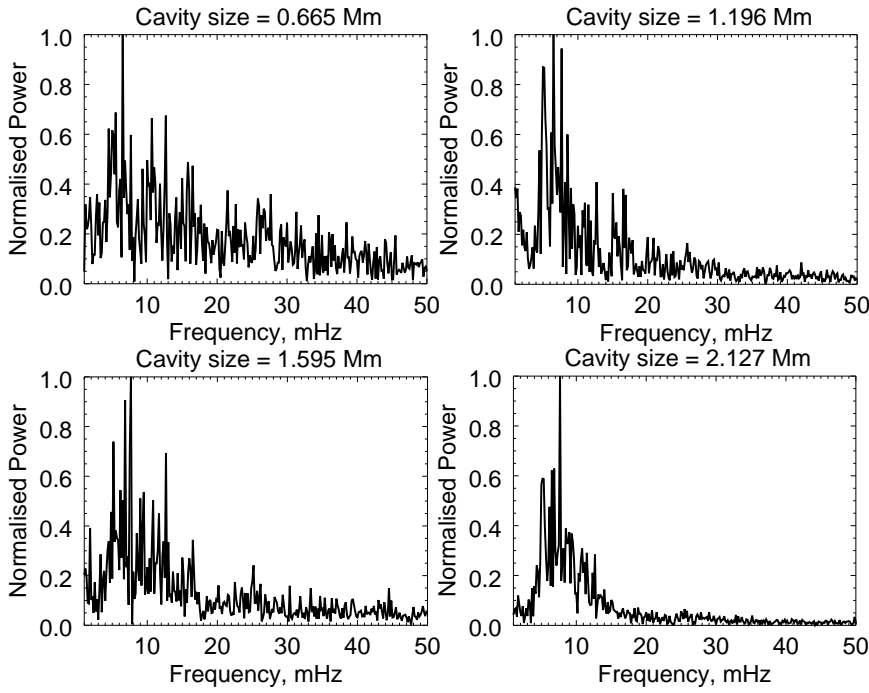 Cavity size = 0.665 Mm
1.0
0.8
0.6
0.4
0.2
0.0
Normalised Power
10 20 30 40 50
Frequency, mHz
Cavity size = 1.196 Mm
1.0
0.8
0.6
0.4
0.2
0.0
Normalised Power
10 20 30 40 50
Frequency, mHz
Cavity size = 1.595 Mm
1.0
0.8
0.6
0.4
0.2
0.0
Normalised Power
10 20 30 40 50
Frequency, mHz
Cavity size = 2.127 Mm
1.0
0.8
0.6
0.4
0.2
0.0
Normalised Power
10 20 30 40 50
Frequency, mHz